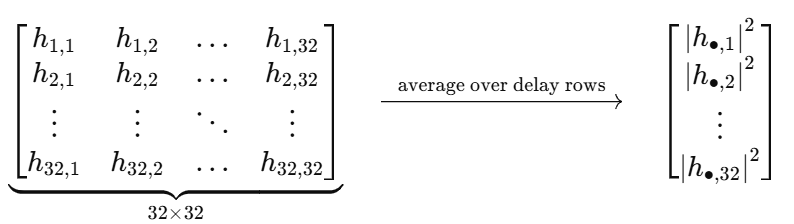 h_{1,1} h_{1,2} … h_{1,32} |h_{•,1}|^2
h_{2,1} h_{2,2} … h_{2,32} average over delay rows |h_{•,2}|^2
⋮ ⋮ ⋱ ⋮ ⋮
h_{32,1} h_{32,2} … h_{32,32} |h_{•,32}|^2
32×32